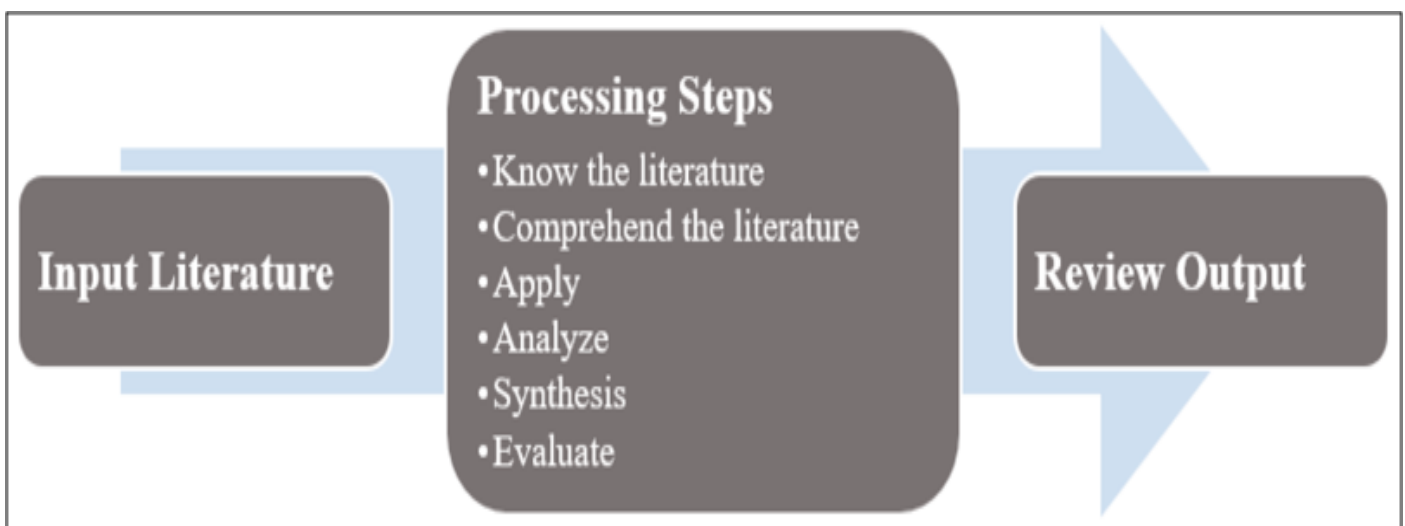 Input Literature
Processing Steps
•Know the literature
•Comprehend the literature
•Apply
•Analyze
•Synthesis
•Evaluate
Review Output